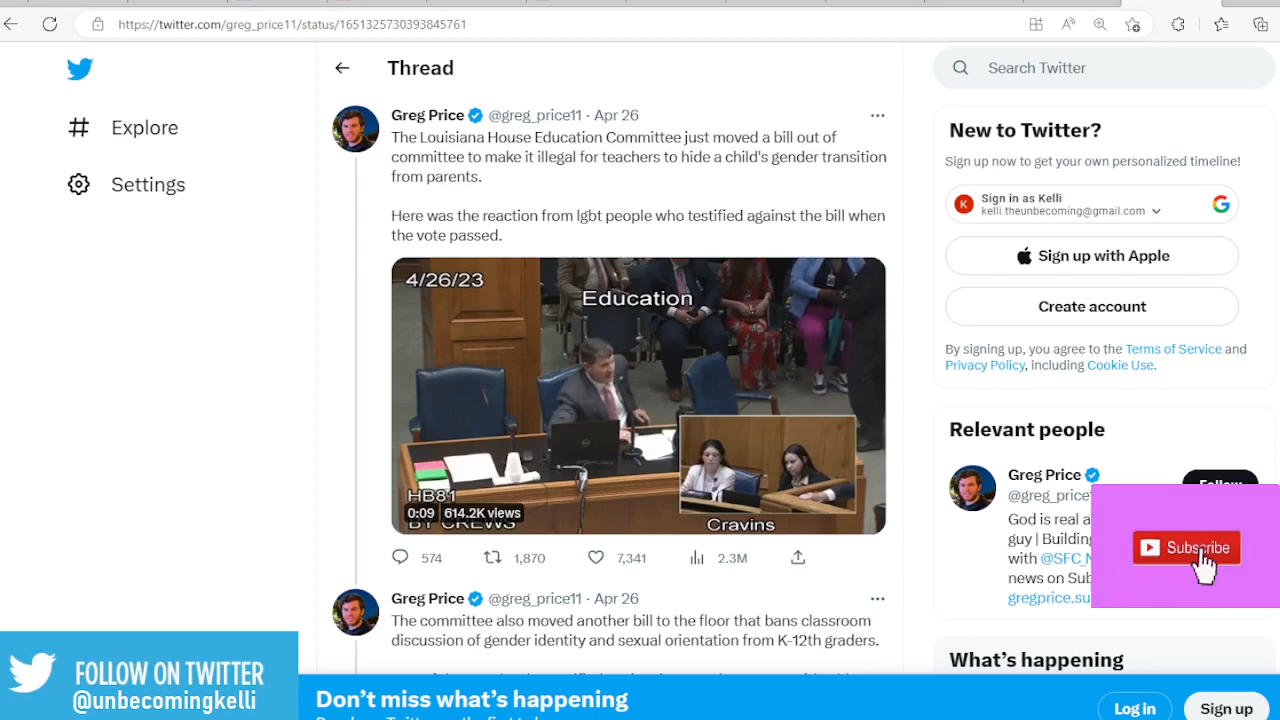 https://twitter.com/greg_price11/status/1651325730393845761
Explore
Settings
Thread
Greg Price @greg_price11 · Apr 26
The Louisiana House Education Committee just moved a bill out of
committee to make it illegal for teachers to hide a child's gender transition
from parents.
Here was the reaction from lgbt people who testified against the bill when
the vote passed.
4/26/23
Education
HB81
0:09 614.2K views
BY CREWS
Cravins
574 1,870 7,341 2.3M
Greg Price @greg_price11 · Apr 26
The committee also moved another bill to the floor that bans classroom
discussion of gender identity and sexual orientation from K-12th graders.
Search Twitter
New to Twitter?
Sign up now to get your own personalized timeline!
K
Sign in as Kelli
kelli.theunbecoming@gmail.com
Sign up with Apple
Create account
By signing up, you agree to the Terms of Service and
Privacy Policy, including Cookie Use.
Relevant people
Greg Price
@greg_price
Follow
God is real a
guy | Building
with @SFC_N
news on Sub
gregprice.su
Subscribe
What's happening
FOLLOW ON TWITTER
@unbecomingkelli
Don't miss what's happening
Log in
Sign up